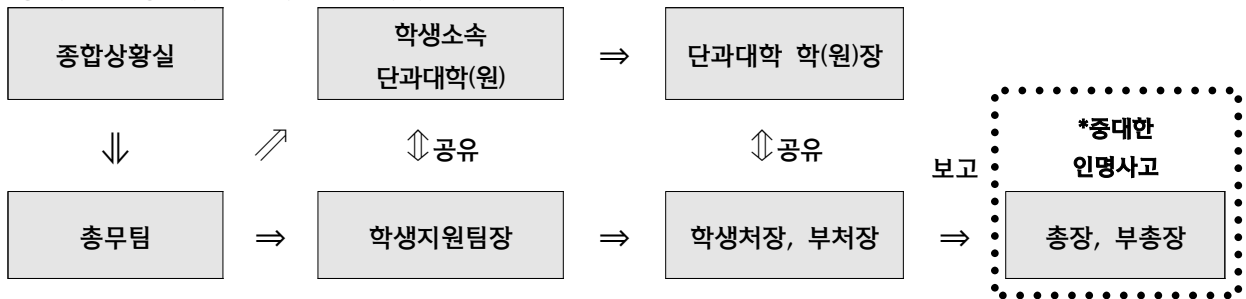 종합상황실
학생소속
단과대학(원)
⇒
단과대학 학(원)장
⇓
⇗
⇕공유
⇕공유
보고
*중대한
인명사고
총무팀
⇒
학생지원팀장
⇒
학생처장, 부처장
⇒
총장, 부총장